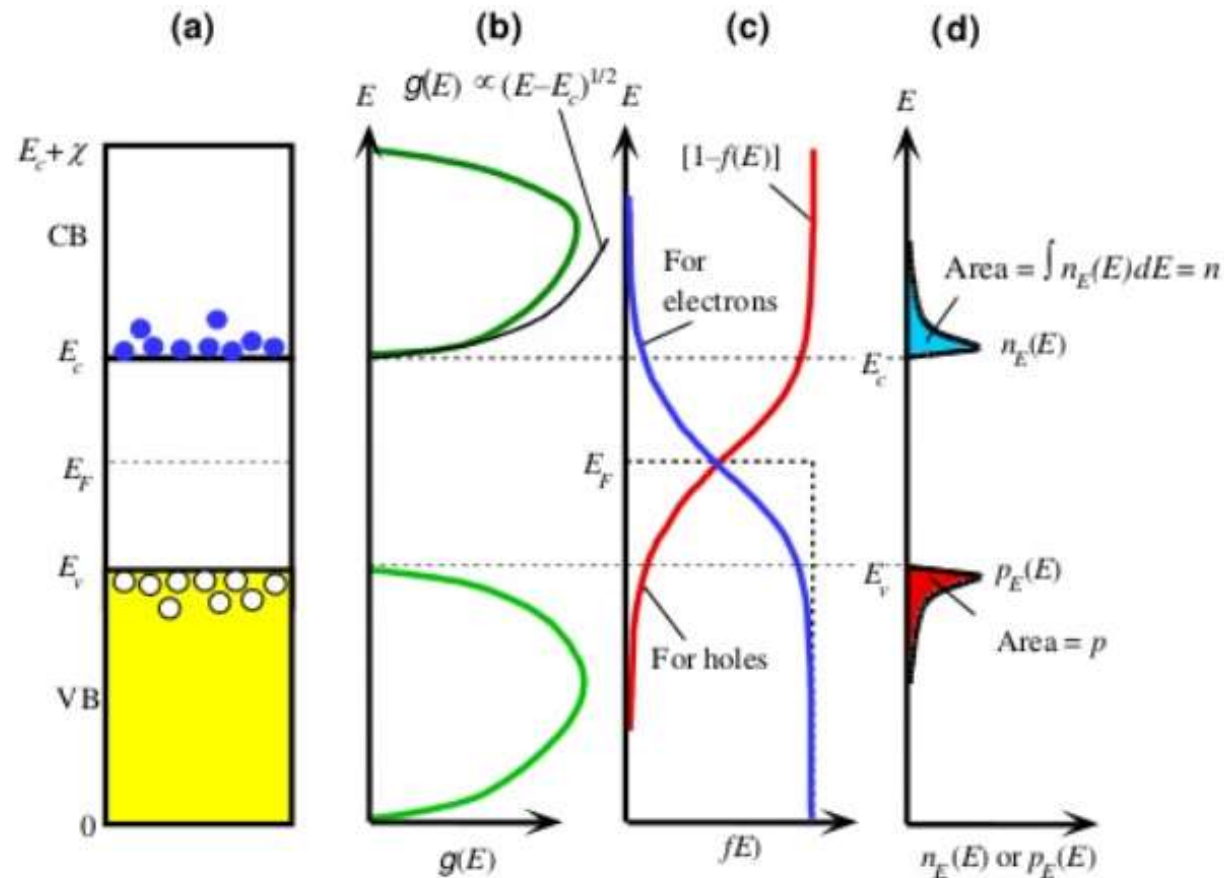 (a)
(b)
(c)
(d)
E
g(E) ∝ (E–E_c)^{1/2}
E
E
E_c + χ
[1–f(E)]
CB
For
electrons
Area = ∫ n_E(E)dE = n
E_c
E_c
n_E(E)
E_F
E_F
E_v
E_v
p_E(E)
For holes
Area = p
VB
0
g(E)
fE)
n_E(E) or p_E(E)